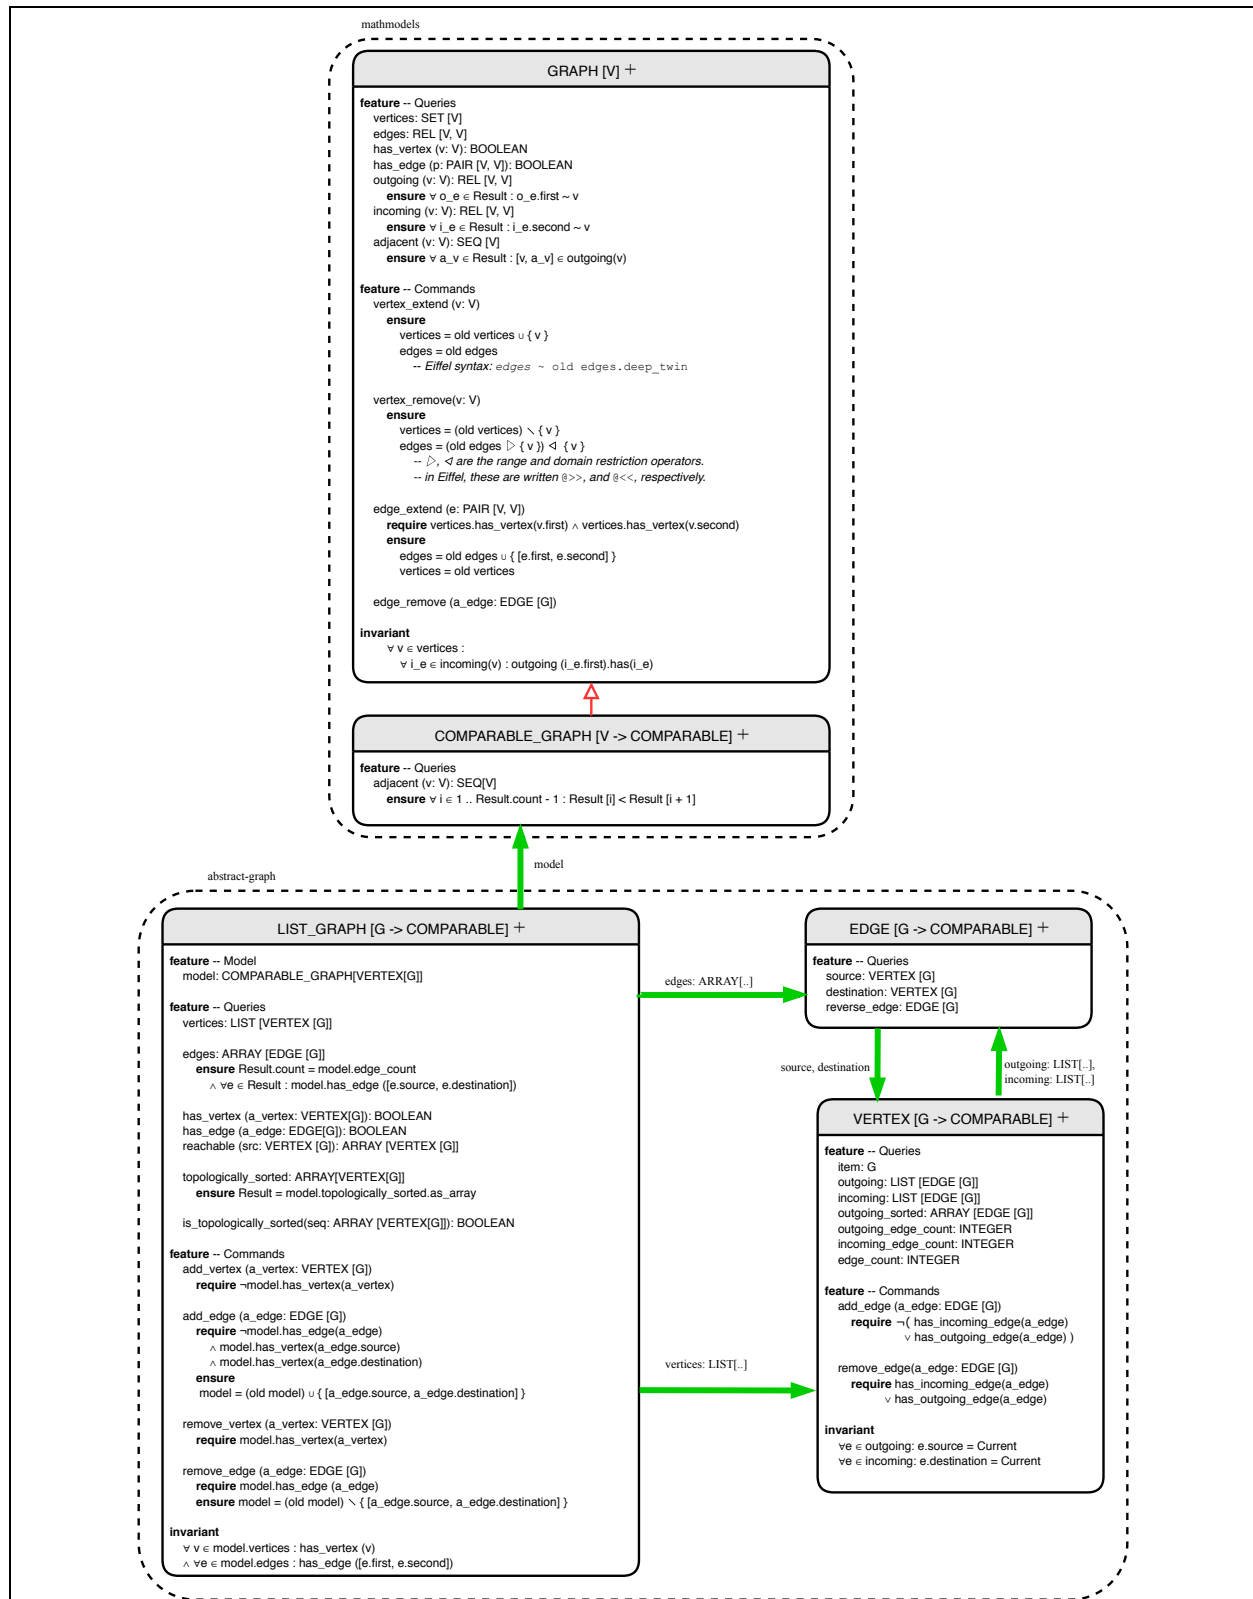 mathmodels
GRAPH [V] +
feature -- Queries
vertices: SET [V]
edges: REL [V, V]
has_vertex (v: V): BOOLEAN
has_edge (p: PAIR [V, V]): BOOLEAN
outgoing (v: V): REL [V, V]
ensure ∀ o_e ∈ Result : o_e.first ~ v
incoming (v: V): REL [V, V]
ensure ∀ i_e ∈ Result : i_e.second ~ v
adjacent (v: V): SEQ [V]
ensure ∀ a_v ∈ Result : [v, a_v] ∈ outgoing(v)
feature -- Commands
vertex_extend (v: V)
ensure
vertices = old vertices ∪ { v }
edges = old edges
-- Eiffel syntax: edges ~ old edges.deep_twin
vertex_remove(v: V)
ensure
vertices = (old vertices) ∖ { v }
edges = (old edges ▷ { v }) ◁ { v }
-- ▷, ◁ are the range and domain restriction operators.
-- in Eiffel, these are written @>>, and @<<, respectively.
edge_extend (e: PAIR [V, V])
require vertices.has_vertex(v.first) ∧ vertices.has_vertex(v.second)
ensure
edges = old edges ∪ { [e.first, e.second] }
vertices = old vertices
edge_remove (a_edge: EDGE [G])
invariant
∀ v ∈ vertices :
∀ i_e ∈ incoming(v) : outgoing (i_e.first).has(i_e)
COMPARABLE_GRAPH [V -> COMPARABLE] +
feature -- Queries
adjacent (v: V): SEQ[V]
ensure ∀ i ∈ 1 .. Result.count - 1 : Result [i] < Result [i + 1]
model
abstract-graph
LIST_GRAPH [G -> COMPARABLE] +
feature -- Model
model: COMPARABLE_GRAPH[VERTEX[G]]
feature -- Queries
vertices: LIST [VERTEX [G]]
edges: ARRAY [EDGE [G]]
ensure Result.count = model.edge_count
∧ ∀e ∈ Result : model.has_edge ([e.source, e.destination])
has_vertex (a_vertex: VERTEX[G]): BOOLEAN
has_edge (a_edge: EDGE[G]): BOOLEAN
reachable (src: VERTEX [G]): ARRAY [VERTEX [G]]
topologically_sorted: ARRAY[VERTEX[G]]
ensure Result = model.topologically_sorted.as_array
is_topologically_sorted(seq: ARRAY [VERTEX[G]]): BOOLEAN
feature -- Commands
add_vertex (a_vertex: VERTEX [G])
require ¬model.has_vertex(a_vertex)
add_edge (a_edge: EDGE [G])
require ¬model.has_edge(a_edge)
∧ model.has_vertex(a_edge.source)
∧ model.has_vertex(a_edge.destination)
ensure
model = (old model) ∪ { [a_edge.source, a_edge.destination] }
remove_vertex (a_vertex: VERTEX [G])
require model.has_vertex(a_vertex)
remove_edge (a_edge: EDGE [G])
require model.has_edge (a_edge)
ensure model = (old model) ∖ { [a_edge.source, a_edge.destination] }
invariant
∀ v ∈ model.vertices : has_vertex (v)
∧ ∀e ∈ model.edges : has_edge ([e.first, e.second])
edges: ARRAY[..]
vertices: LIST[..]
EDGE [G -> COMPARABLE] +
feature -- Queries
source: VERTEX [G]
destination: VERTEX [G]
reverse_edge: EDGE [G]
source, destination
outgoing: LIST[..],
incoming: LIST[..]
VERTEX [G -> COMPARABLE] +
feature -- Queries
item: G
outgoing: LIST [EDGE [G]]
incoming: LIST [EDGE [G]]
outgoing_sorted: ARRAY [EDGE [G]]
outgoing_edge_count: INTEGER
incoming_edge_count: INTEGER
edge_count: INTEGER
feature -- Commands
add_edge (a_edge: EDGE [G])
require ¬( has_incoming_edge(a_edge)
∨ has_outgoing_edge(a_edge) )
remove_edge(a_edge: EDGE [G])
require has_incoming_edge(a_edge)
∨ has_outgoing_edge(a_edge)
invariant
∀e ∈ outgoing: e.source = Current
∀e ∈ incoming: e.destination = Current